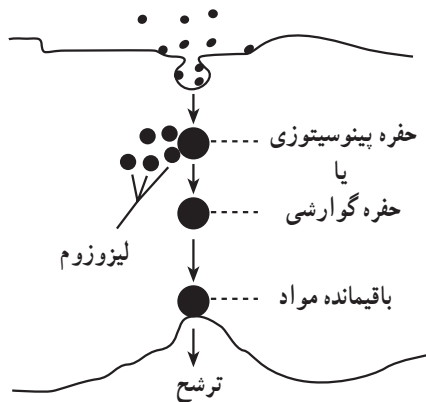 حفره پینوسیتوزی
یا
حفره گوارشی
لیزوزوم
باقیمانده مواد
ترشح